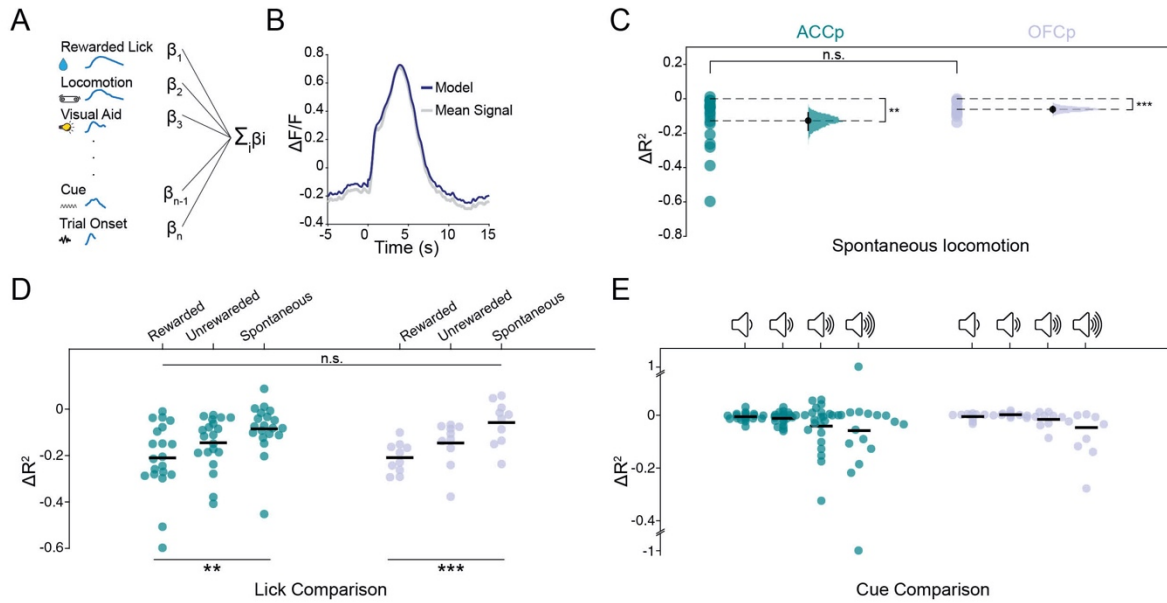 A
Rewarded Lick
Locomotion
Visual Aid
.
.
.
Cue
Trial Onset
β1
β2
β3
βn-1
βn
Σiβi
B
ΔF/F
0.8
0.6
0.4
0.2
0
-0.2
-0.4
-5 0 5 10 15
Time (s)
Model
Mean Signal
C
ACCp
OFCp
n.s.
0.2
0
-0.2
-0.4
-0.6
-0.8
ΔR²
**
***
Spontaneous locomotion
D
Rewarded
Unrewareded
Spontaneous
Rewarded
Unrewareded
Spontaneous
n.s.
0
-0.2
-0.4
-0.6
ΔR²
**
***
Lick Comparison
E
1
0
-0.2
-0.4
-1
ΔR²
Cue Comparison